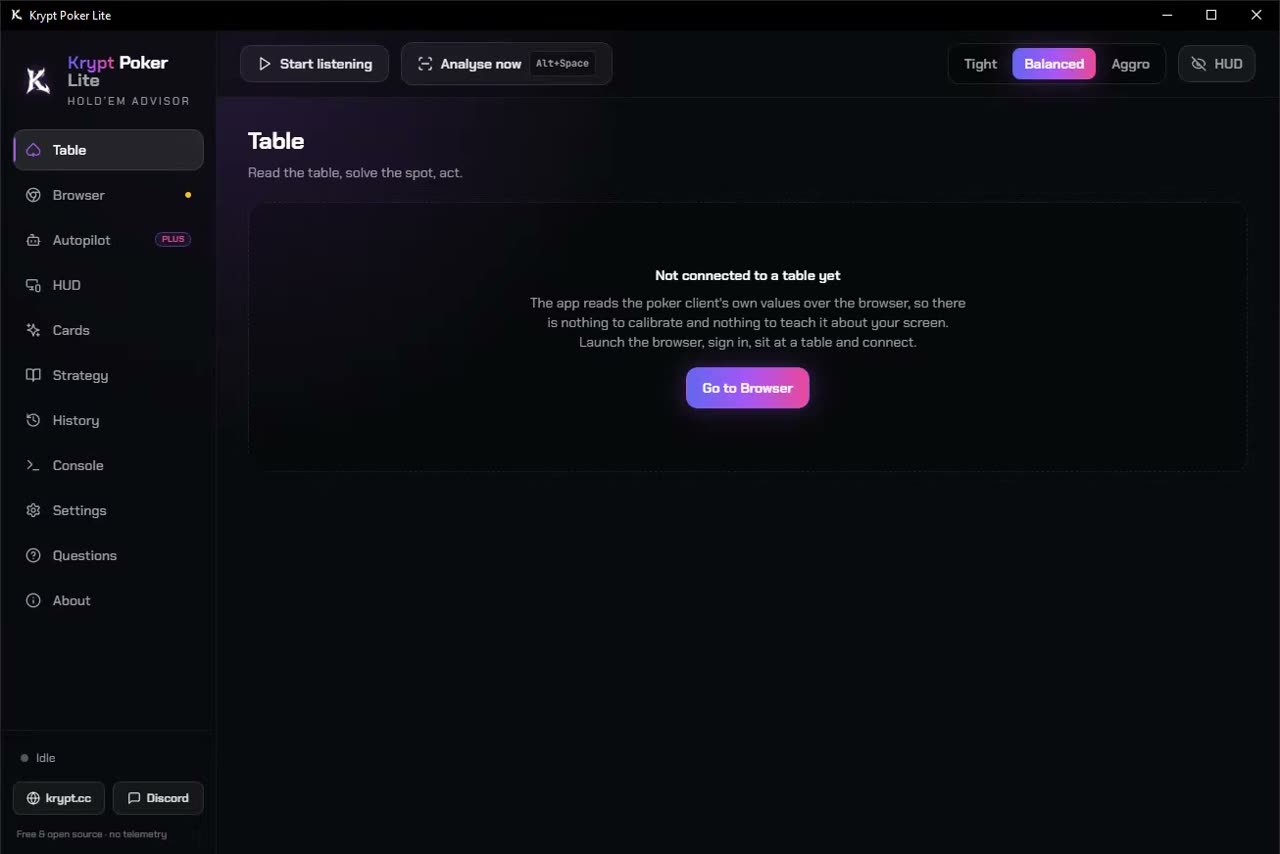 Krypt Poker Lite
Krypt Poker
Lite
HOLD'EM ADVISOR
Table
Browser
Autopilot PLUS
HUD
Cards
Strategy
History
Console
Settings
Questions
About
Idle
krypt.cc Discord
Free & open source · no telemetry
Start listening Analyse now Alt+Space Tight Balanced Aggro HUD
Table
Read the table, solve the spot, act.
Not connected to a table yet
The app reads the poker client's own values over the browser, so there
is nothing to calibrate and nothing to teach it about your screen.
Launch the browser, sign in, sit at a table and connect.
Go to Browser